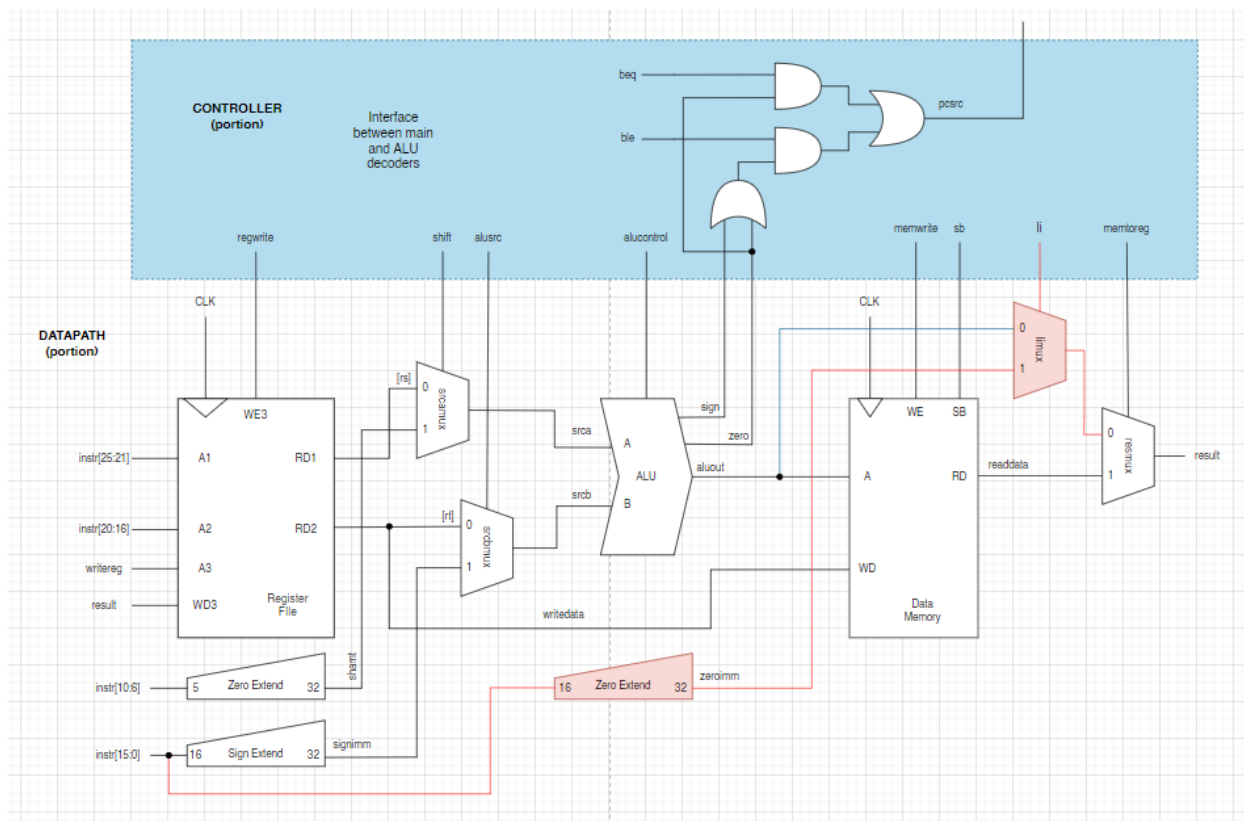 beq
CONTROLLER
(portion)
Interface
between main
and ALU
decoders
pcsrc
ble
regwrite
shift
alusrc
alucontrol
memwrite
sb
li
memtoreg
CLK
CLK
DATAPATH
(portion)
[rs]
0
srcamux
1
0
limux
1
WE3
sign
WE
SB
zero
srca
A
0
resmux
1
result
instr[25:21]
A1
RD1
ALU
aluout
A
RD
readdata
srcb
B
instr[20:16]
A2
RD2
[rt]
0
srcbmux
1
writereg
A3
WD
result
WD3
Register
File
writedata
Data
Memory
shamt
instr[10:6]
5
Zero Extend
32
16
Zero Extend
32
zeroimm
instr[15:0]
16
Sign Extend
32
signimm